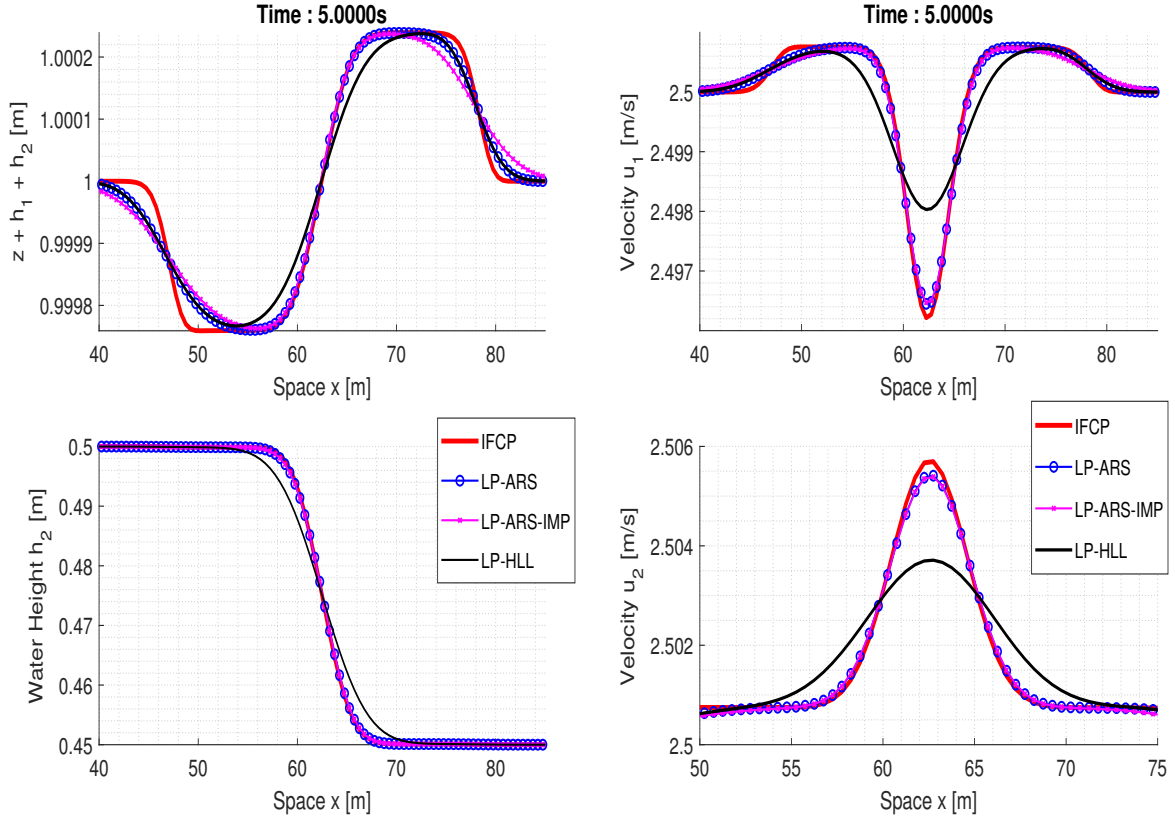 Time : 5.0000s
z + h1 + h2 [m]
1.0002
1.0001
1
0.9999
0.9998
40 50 60 70 80
Space x [m]
Time : 5.0000s
Velocity u1 [m/s]
2.5
2.499
2.498
2.497
40 50 60 70 80
Space x [m]
Water Height h2 [m]
0.5
0.49
0.48
0.47
0.46
0.45
40 50 60 70 80
Space x [m]
IFCP
LP-ARS
LP-ARS-IMP
LP-HLL
Velocity u2 [m/s]
2.506
2.504
2.502
2.5
50 55 60 65 70 75
Space x [m]
IFCP
LP-ARS
LP-ARS-IMP
LP-HLL